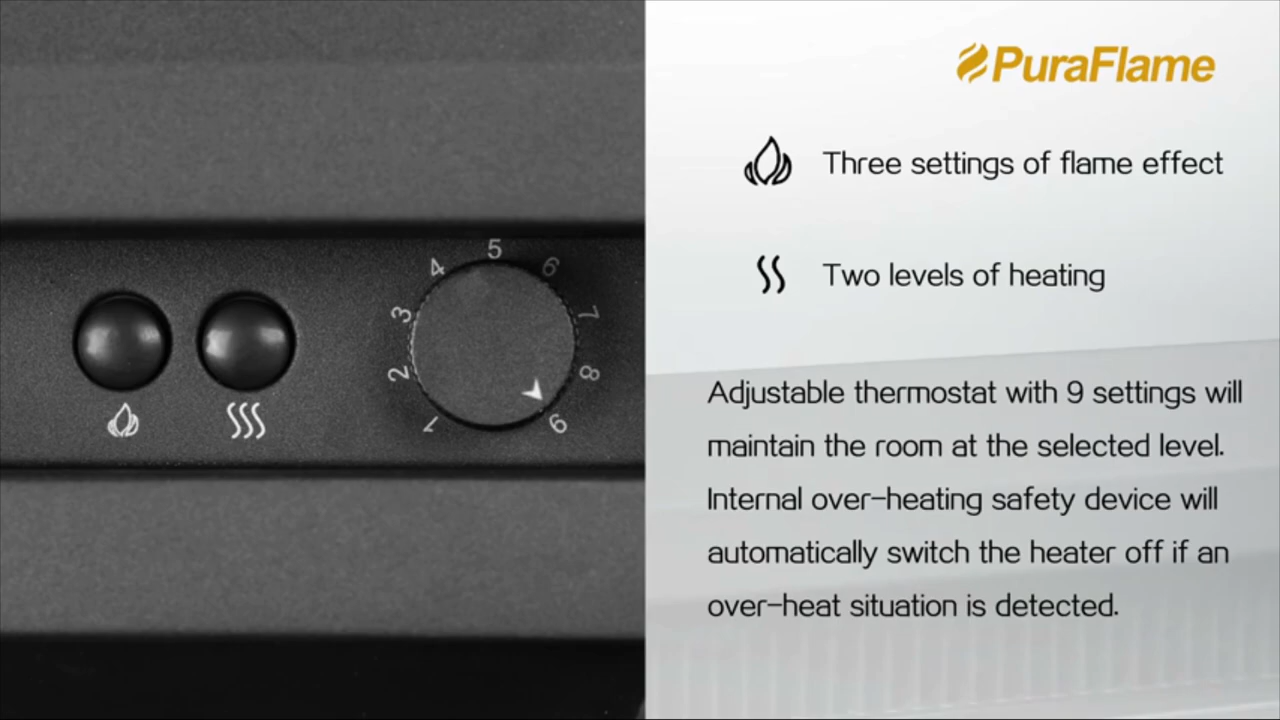 PuraFlame
Three settings of flame effect
Two levels of heating
Adjustable thermostat with 9 settings will
maintain the room at the selected level.
Internal over-heating safety device will
automatically switch the heater off if an
over-heat situation is detected.
1
2
3
4
5
6
7
8
9